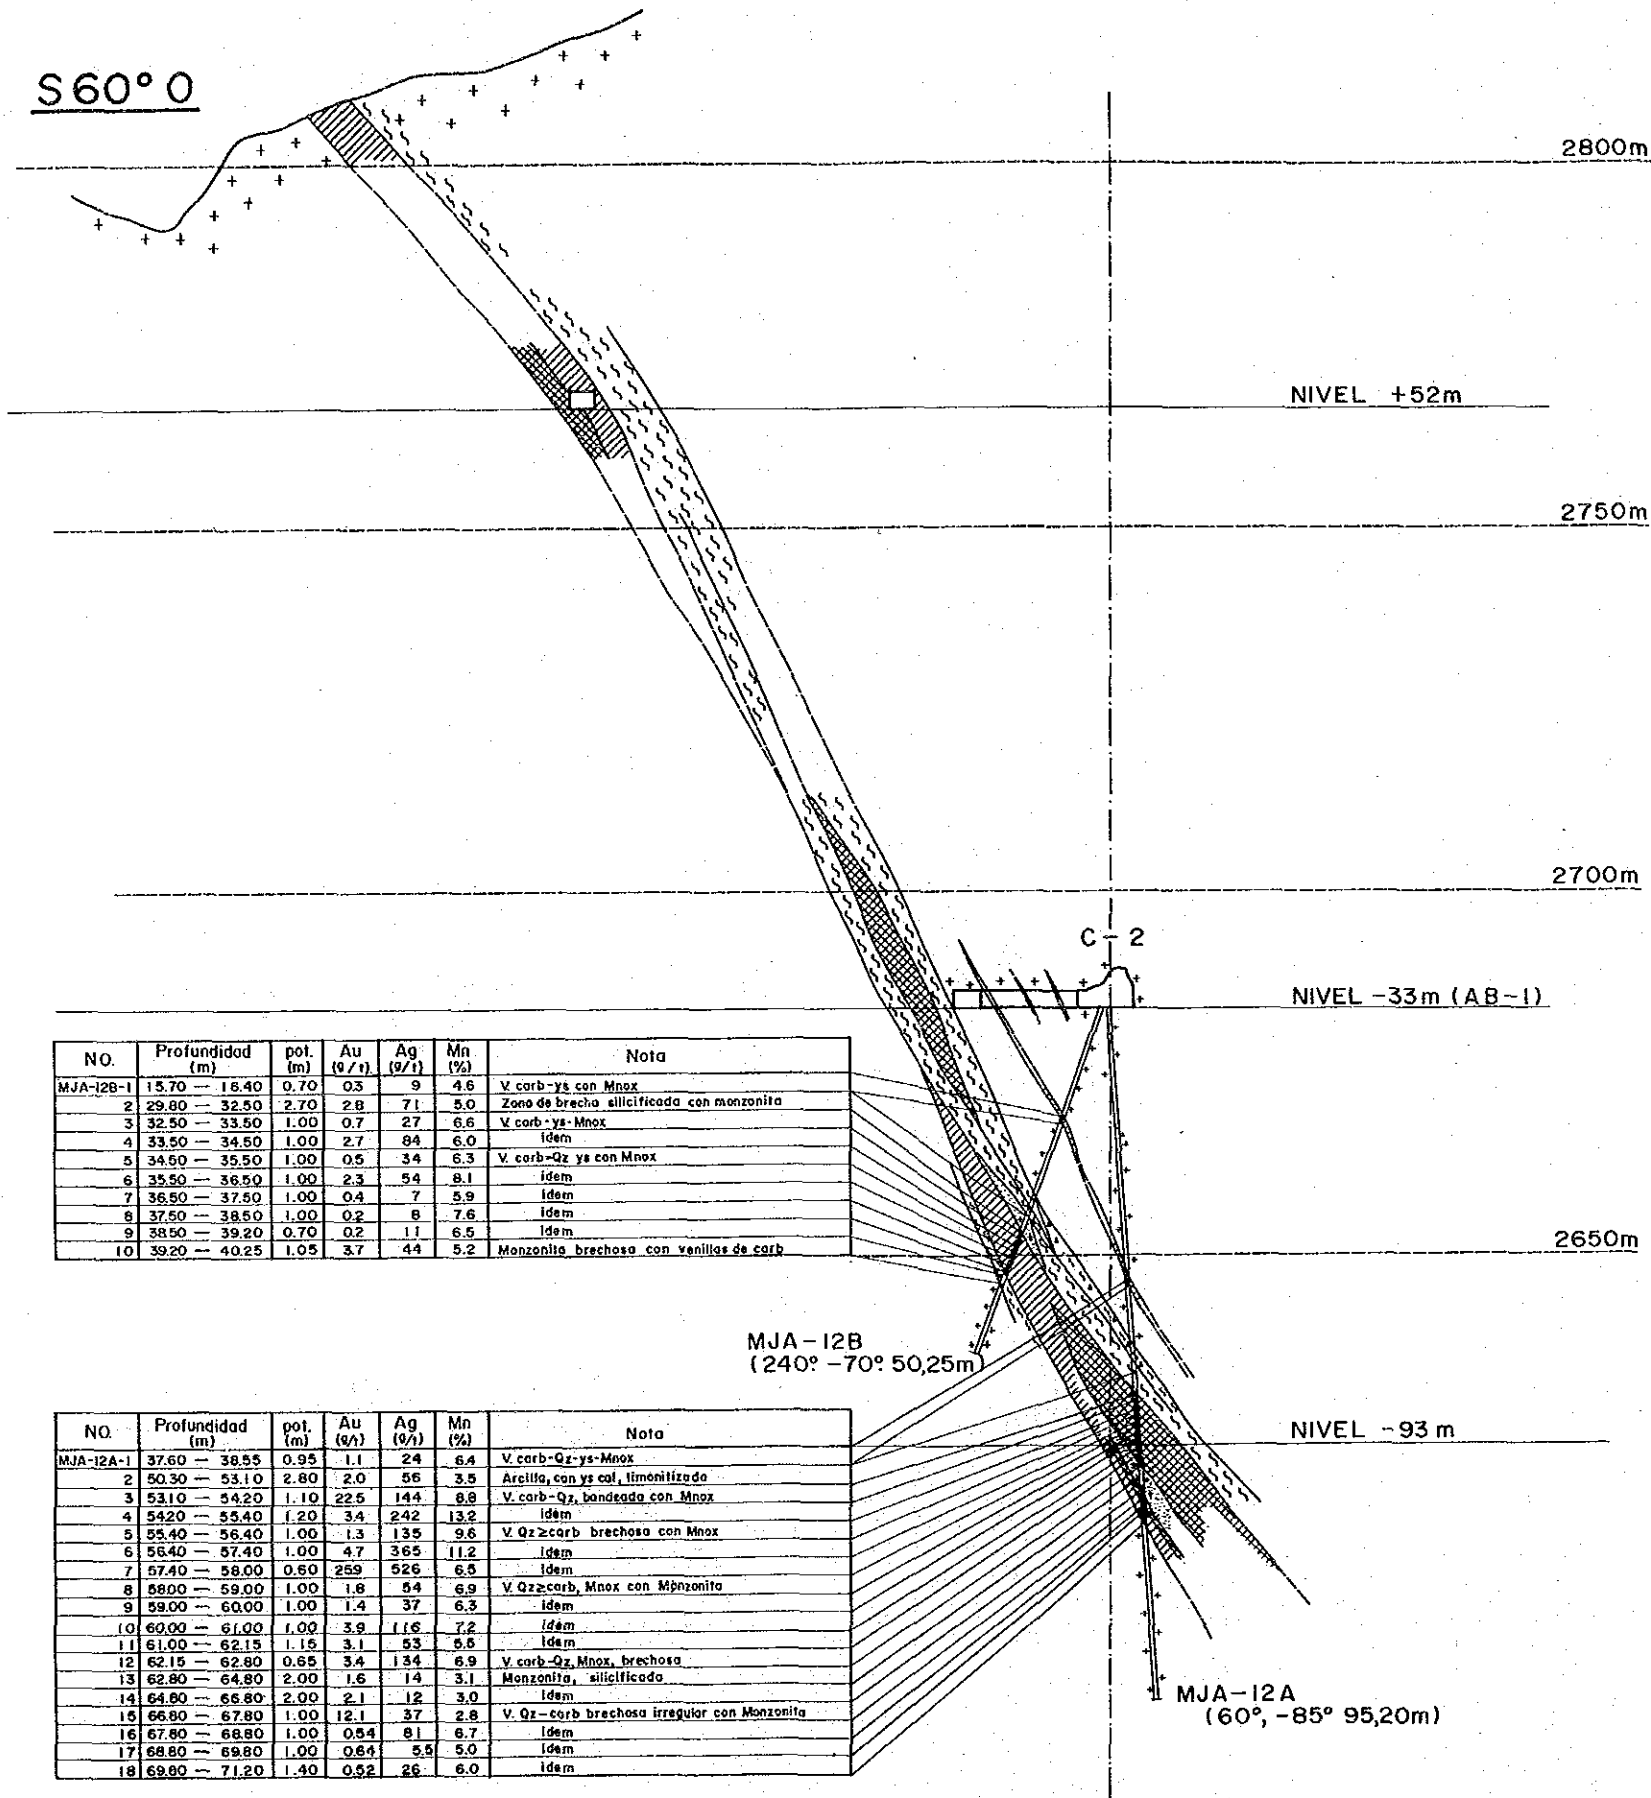 S 60° O
2800m
NIVEL +52m
2750m
2700m
C-2
NIVEL -33m (AB-1)
NO. Profundidad (m) pot. (m) Au (g/t) Ag (g/t) Mn (%) Nota
MJA-12B-1 15.70 — 16.40 0.70 0.3 9 4.6 V. carb-ys con Mnox
2 29.80 — 32.50 2.70 2.8 71 5.0 Zona de brecha silicificada con monzonita
3 32.50 — 33.50 1.00 0.7 27 6.6 V. carb-ys-Mnox
4 33.50 — 34.50 1.00 2.7 84 6.0 idem
5 34.50 — 35.50 1.00 0.5 34 6.3 V. carb-Qz ys con Mnox
6 35.50 — 36.50 1.00 2.3 54 8.1 idem
7 36.50 — 37.50 1.00 0.4 7 5.9 idem
8 37.50 — 38.50 1.00 0.2 8 7.6 idem
9 38.50 — 39.20 0.70 0.2 11 6.5 idem
10 39.20 — 40.25 1.05 3.7 44 5.2 Monzonita brechosa con venillas de carb
2650m
MJA-12B
(240° -70° 50,25m)
NIVEL -93 m
NO. Profundidad (m) pot. (m) Au (g/t) Ag (g/t) Mn (%) Nota
MJA-12A-1 37.60 — 38.55 0.95 1.1 24 6.4 V. carb-Qz-ys-Mnox
2 50.30 — 53.10 2.80 2.0 56 3.5 Arcilla, con ys cal, limonitizada
3 53.10 — 54.20 1.10 22.5 144 8.8 V. carb-Qz, bandeada con Mnox
4 54.20 — 55.40 1.20 3.4 242 13.2 idem
5 55.40 — 56.40 1.00 1.3 135 9.6 V. Qz≥carb brechosa con Mnox
6 56.40 — 57.40 1.00 4.7 365 11.2 idem
7 57.40 — 58.00 0.60 259 526 6.5 idem
8 58.00 — 59.00 1.00 1.8 54 6.9 V. Qz≥carb, Mnox con Monzonita
9 59.00 — 60.00 1.00 1.4 37 6.3 idem
10 60.00 — 61.00 1.00 3.9 116 7.2 idem
11 61.00 — 62.15 1.15 3.1 53 5.6 idem
12 62.15 — 62.80 0.65 3.4 134 6.9 V. carb-Qz, Mnox, brechosa
13 62.80 — 64.80 2.00 1.6 14 3.1 Monzonita, silicificada
14 64.80 — 66.80 2.00 2.1 12 3.0 idem
15 66.80 — 67.80 1.00 12.1 37 2.8 V. Qz-carb brechosa irregular con Monzonita
16 67.80 — 68.80 1.00 0.54 81 6.7 idem
17 68.80 — 69.80 1.00 0.64 5.5 5.0 idem
18 69.80 — 71.20 1.40 0.52 26 6.0 idem
MJA-12A
(60°, -85° 95,20m)